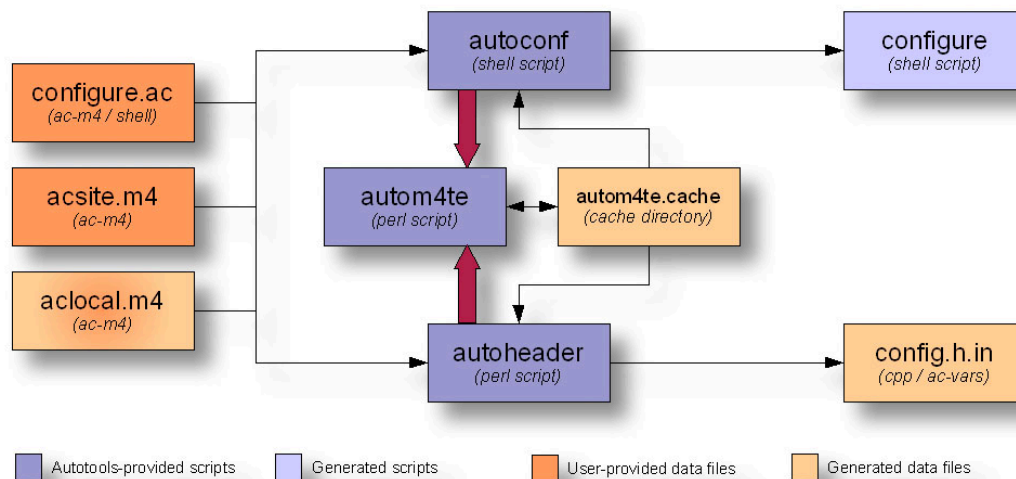 autoconf
(shell script)
configure
(shell script)
configure.ac
(ac-m4 / shell)
acsite.m4
(ac-m4)
autom4te
(perl script)
autom4te.cache
(cache directory)
aclocal.m4
(ac-m4)
autoheader
(perl script)
config.h.in
(cpp / ac-vars)
Autotools-provided scripts
Generated scripts
User-provided data files
Generated data files